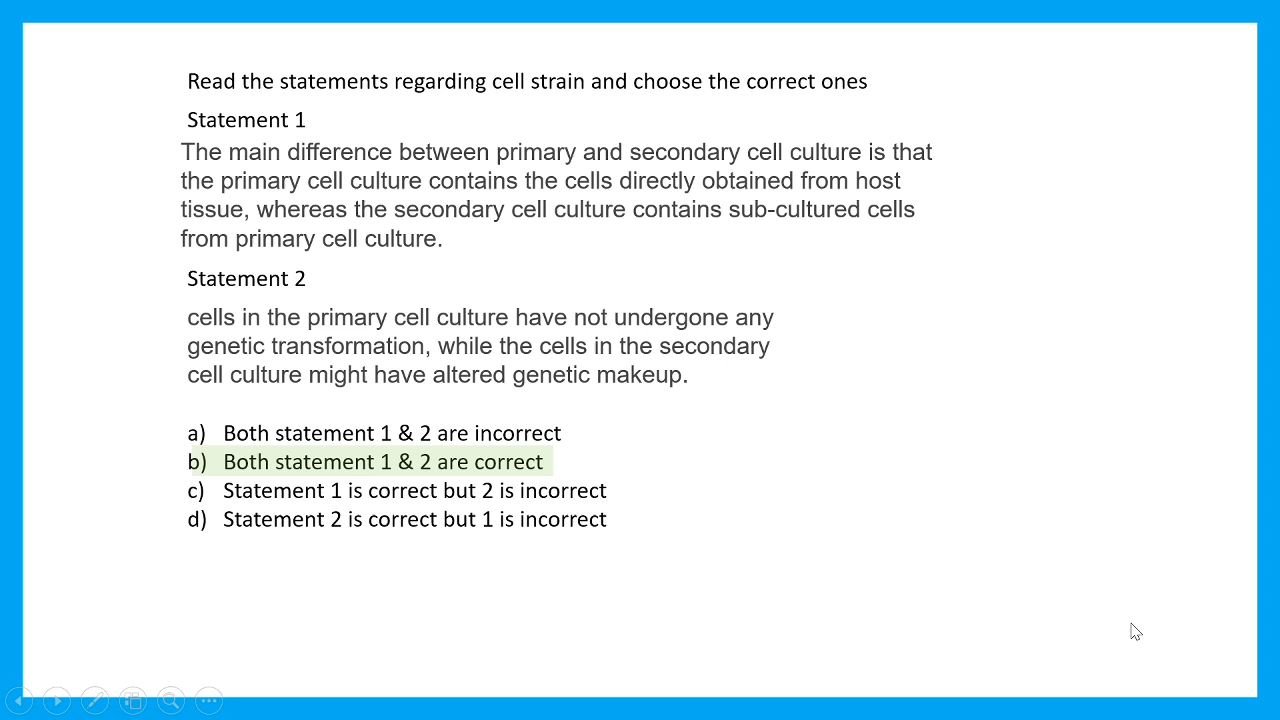 Read the statements regarding cell strain and choose the correct ones
Statement 1
The main difference between primary and secondary cell culture is that
the primary cell culture contains the cells directly obtained from host
tissue, whereas the secondary cell culture contains sub-cultured cells
from primary cell culture.
Statement 2
cells in the primary cell culture have not undergone any
genetic transformation, while the cells in the secondary
cell culture might have altered genetic makeup.
a) Both statement 1 & 2 are incorrect
b) Both statement 1 & 2 are correct
c) Statement 1 is correct but 2 is incorrect
d) Statement 2 is correct but 1 is incorrect